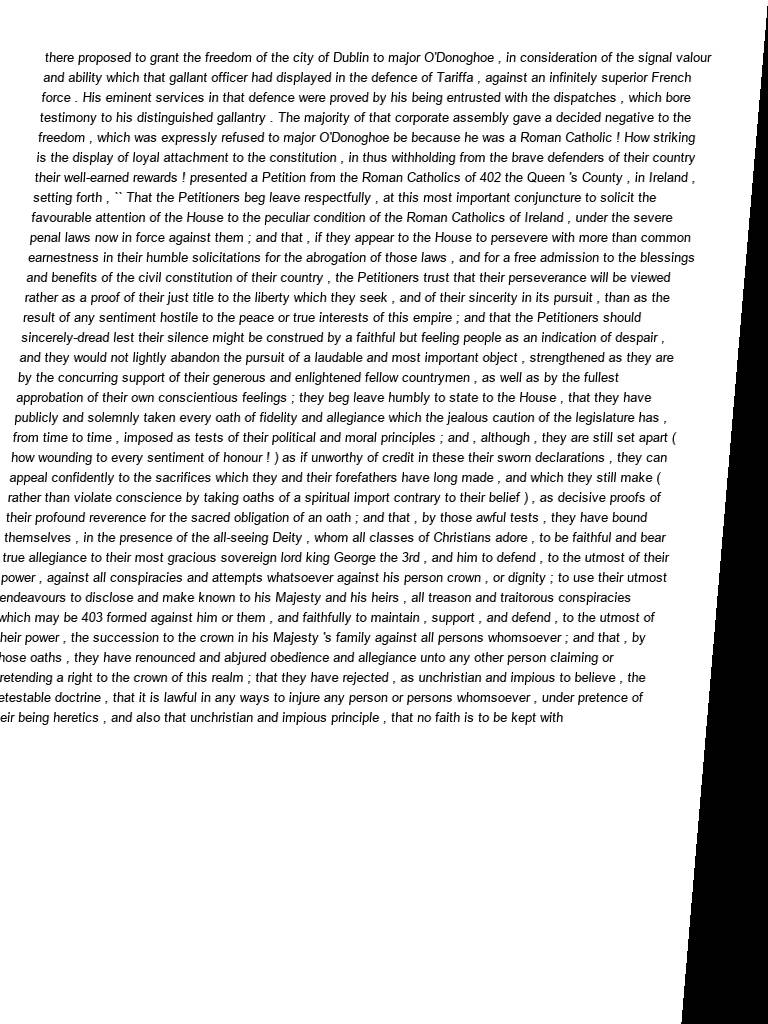 there proposed to grant the freedom of the city of Dublin to major O'Donoghoe , in consideration of the signal valour
and ability which that gallant officer had displayed in the defence of Tariffa , against an infinitely superior French
force . His eminent services in that defence were proved by his being entrusted with the dispatches , which bore
testimony to his distinguished gallantry . The majority of that corporate assembly gave a decided negative to the
freedom , which was expressly refused to major O'Donoghoe be because he was a Roman Catholic ! How striking
is the display of loyal attachment to the constitution , in thus withholding from the brave defenders of their country
their well-earned rewards ! presented a Petition from the Roman Catholics of 402 the Queen 's County , in Ireland ,
setting forth , `` That the Petitioners beg leave respectfully , at this most important conjuncture to solicit the
favourable attention of the House to the peculiar condition of the Roman Catholics of Ireland , under the severe
penal laws now in force against them ; and that , if they appear to the House to persevere with more than common
earnestness in their humble solicitations for the abrogation of those laws , and for a free admission to the blessings
and benefits of the civil constitution of their country , the Petitioners trust that their perseverance will be viewed
rather as a proof of their just title to the liberty which they seek , and of their sincerity in its pursuit , than as the
result of any sentiment hostile to the peace or true interests of this empire ; and that the Petitioners should
sincerely-dread lest their silence might be construed by a faithful but feeling people as an indication of despair ,
and they would not lightly abandon the pursuit of a laudable and most important object , strengthened as they are
by the concurring support of their generous and enlightened fellow countrymen , as well as by the fullest
approbation of their own conscientious feelings ; they beg leave humbly to state to the House , that they have
publicly and solemnly taken every oath of fidelity and allegiance which the jealous caution of the legislature has ,
from time to time , imposed as tests of their political and moral principles ; and , although , they are still set apart (
how wounding to every sentiment of honour ! ) as if unworthy of credit in these their sworn declarations , they can
appeal confidently to the sacrifices which they and their forefathers have long made , and which they still make (
rather than violate conscience by taking oaths of a spiritual import contrary to their belief ) , as decisive proofs of
their profound reverence for the sacred obligation of an oath ; and that , by those awful tests , they have bound
themselves , in the presence of the all-seeing Deity , whom all classes of Christians adore , to be faithful and bear
true allegiance to their most gracious sovereign lord king George the 3rd , and him to defend , to the utmost of their
power , against all conspiracies and attempts whatsoever against his person crown , or dignity ; to use their utmost
endeavours to disclose and make known to his Majesty and his heirs , all treason and traitorous conspiracies
which may be 403 formed against him or them , and faithfully to maintain , support , and defend , to the utmost of
heir power , the succession to the crown in his Majesty 's family against all persons whomsoever ; and that , by
hose oaths , they have renounced and abjured obedience and allegiance unto any other person claiming or
retending a right to the crown of this realm ; that they have rejected , as unchristian and impious to believe , the
etestable doctrine , that it is lawful in any ways to injure any person or persons whomsoever , under pretence of
eir being heretics , and also that unchristian and impious principle , that no faith is to be kept with